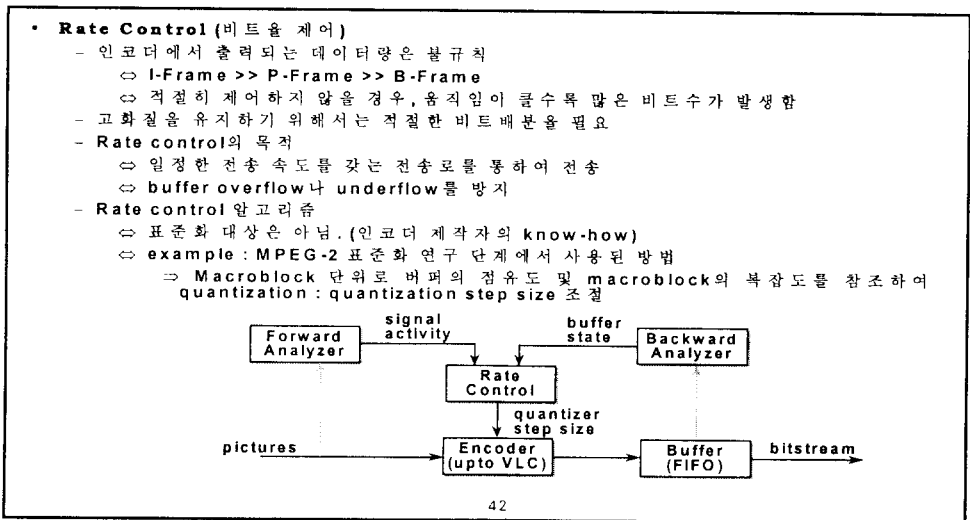 • Rate Control (비트율 제어)
– 인코더에서 출력되는 데이터량은 불규칙
⇔ I-Frame >> P-Frame >> B-Frame
⇔ 적절히 제어하지 않을 경우, 움직임이 클수록 많은 비트수가 발생함
– 고화질을 유지하기 위해서는 적절한 비트배분을 필요
– Rate control의 목적
⇔ 일정한 전송 속도를 갖는 전송로를 통하여 전송
⇔ buffer overflow나 underflow를 방지
– Rate control 알고리즘
⇔ 표준화 대상은 아님. (인코더 제작자의 know-how)
⇔ example : MPEG-2 표준화 연구 단계에서 사용된 방법
⇒ Macroblock 단위로 버퍼의 점유도 및 macroblock의 복잡도를 참조하여
quantization : quantization step size 조절
Forward
Analyzer
signal
activity
buffer
state
Backward
Analyzer
Rate
Control
quantizer
step size
pictures
Encoder
(upto VLC)
Buffer
(FIFO)
bitstream
42